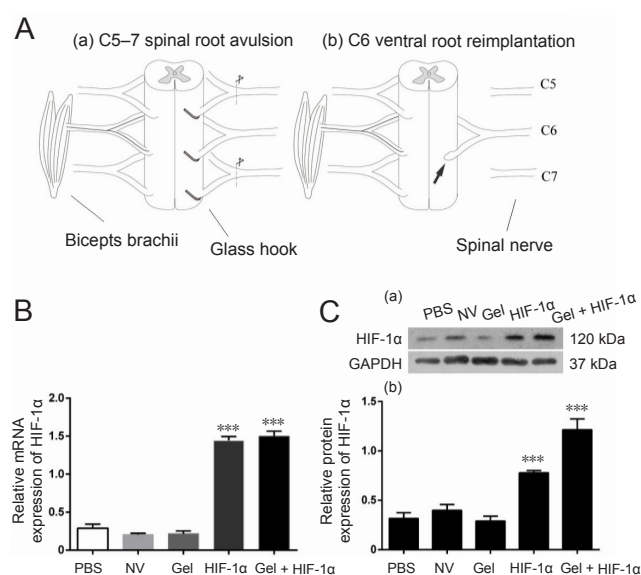 A
(a) C5–7 spinal root avulsion
(b) C6 ventral root reimplantation
C5
C6
C7
Bicepts brachii
Glass hook
Spinal nerve
B
Relative mRNA
expression of HIF-1α
2.0
1.5
1.0
0.5
0.0
***
***
PBS NV Gel HIF-1α Gel + HIF-1α
C
(a)
PBS NV Gel HIF-1α Gel + HIF-1α
HIF-1α 120 kDa
GAPDH 37 kDa
(b)
Relative protein
expression of HIF-1α
1.5
1.0
0.5
0.0
***
***
PBS NV Gel HIF-1α Gel + HIF-1α